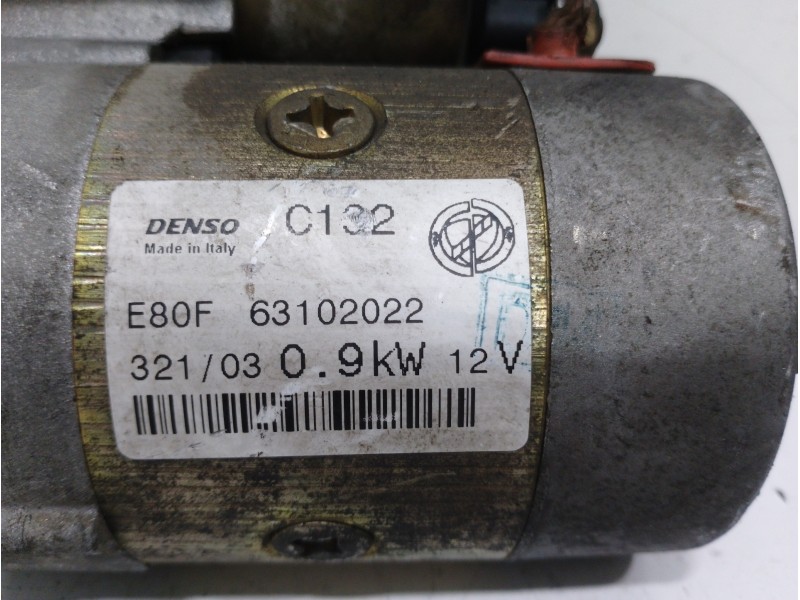 DENSO C132
Made in Italy
E80F 63102022
321/03 0.9kW 12V